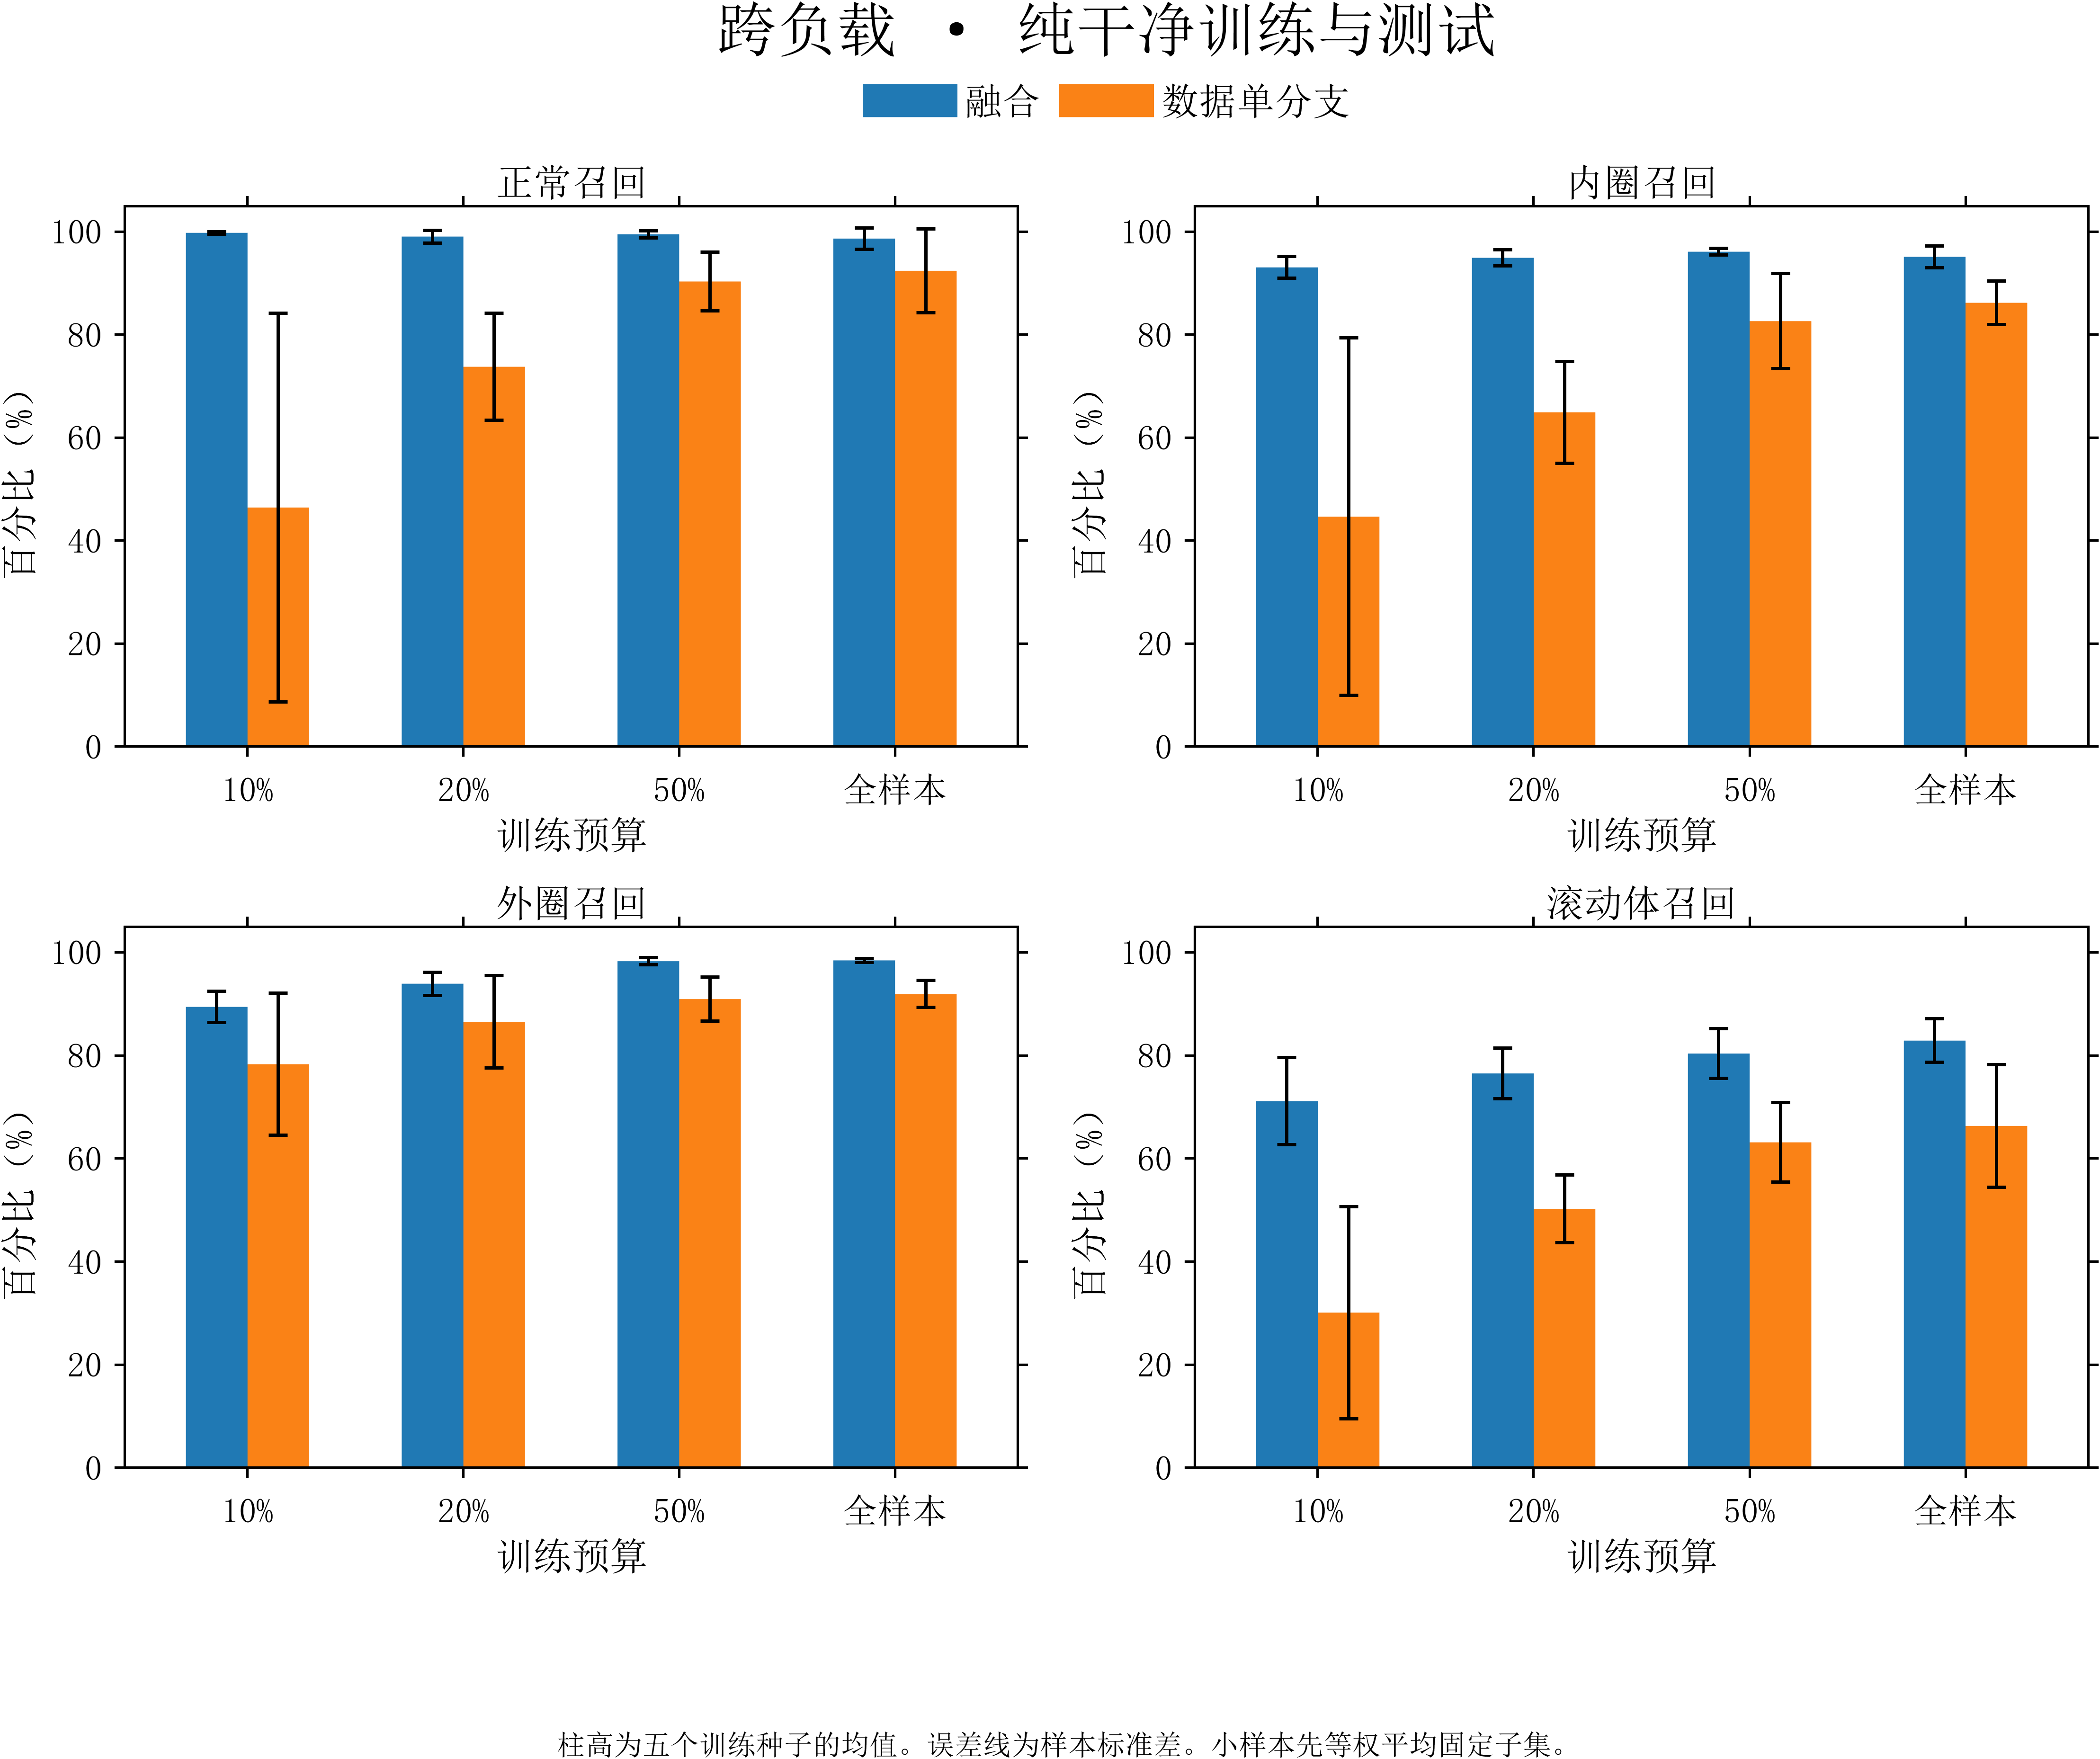 跨负载 · 纯干净训练与测试
融合 数据单分支
正常召回
百分比 (%)
100
80
60
40
20
0
10% 20% 50% 全样本
训练预算
内圈召回
百分比 (%)
100
80
60
40
20
0
10% 20% 50% 全样本
训练预算
外圈召回
百分比 (%)
100
80
60
40
20
0
10% 20% 50% 全样本
训练预算
滚动体召回
百分比 (%)
100
80
60
40
20
0
10% 20% 50% 全样本
训练预算
柱高为五个训练种子的均值。误差线为样本标准差。小样本先等权平均固定子集。